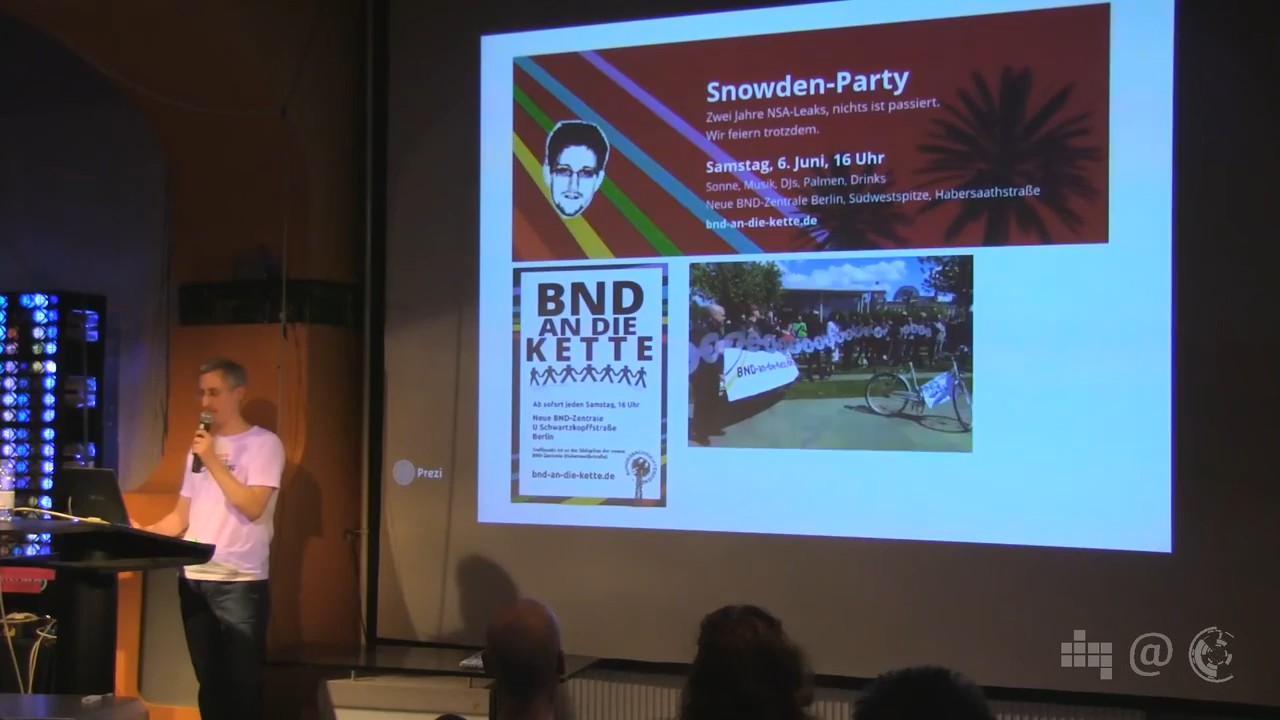 Snowden-Party
Zwei Jahre NSA-Leaks, nichts ist passiert.
Wir feiern trotzdem.
Samstag, 6. Juni, 16 Uhr
Sonne, Musik, DJs, Palmen, Drinks
Neue BND-Zentrale Berlin, Südwestspitze, Habersaathstraße
bnd-an-die-kette.de
BND
AN DIE
KETTE
Ab sofort jeden Samstag, 16 Uhr
Neue BND-Zentrale
U Schwartzkopffstraße
Berlin
bnd-an-die-kette.de
BND-an-die-
Prezi
@